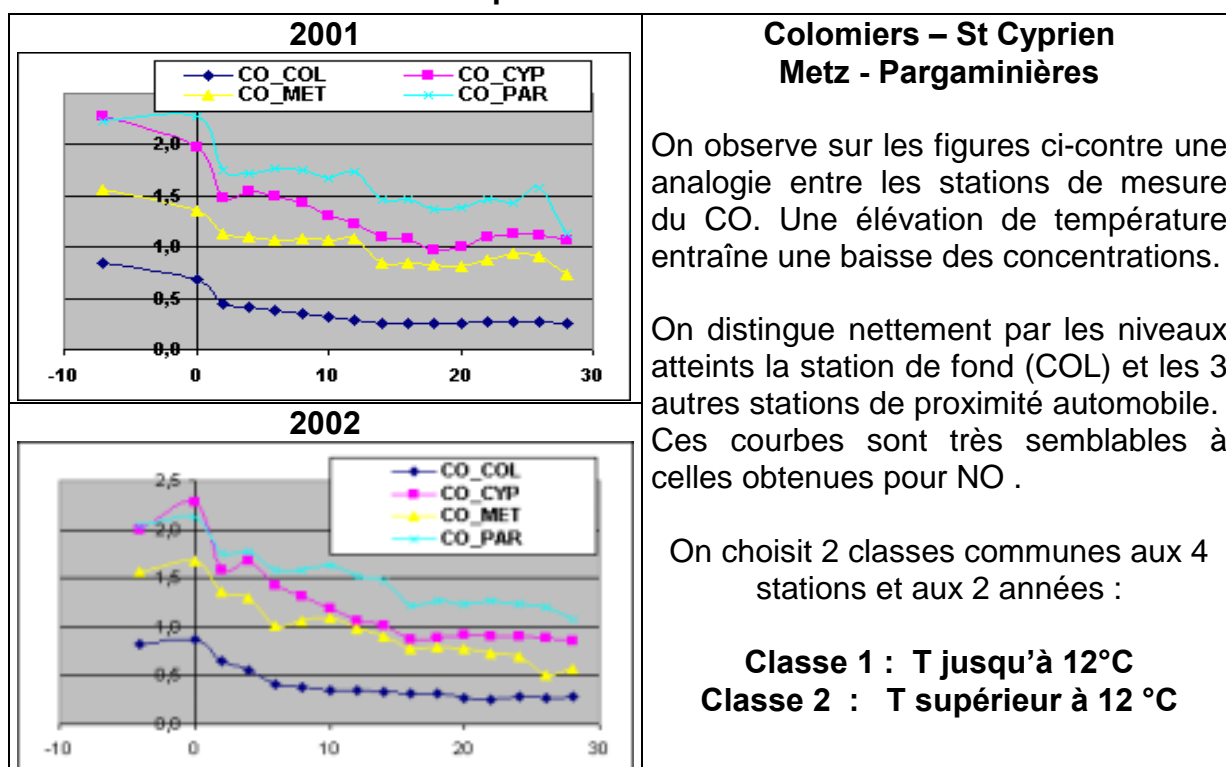 2001
CO_COL CO_CYP
CO_MET CO_PAR
2,0
1,5
1,0
0,5
0,0
-10 0 10 20 30
2002
CO_COL
CO_CYP
CO_MET
CO_PAR
2,5
2,0
1,5
1,0
0,5
0,0
-10 0 10 20 30
Colomiers – St Cyprien
Metz - Pargaminières
On observe sur les figures ci-contre une
analogie entre les stations de mesure
du CO. Une élévation de température
entraîne une baisse des concentrations.
On distingue nettement par les niveaux
atteints la station de fond (COL) et les 3
autres stations de proximité automobile.
Ces courbes sont très semblables à
celles obtenues pour NO .
On choisit 2 classes communes aux 4
stations et aux 2 années :
Classe 1 : T jusqu’à 12°C
Classe 2 : T supérieur à 12 °C